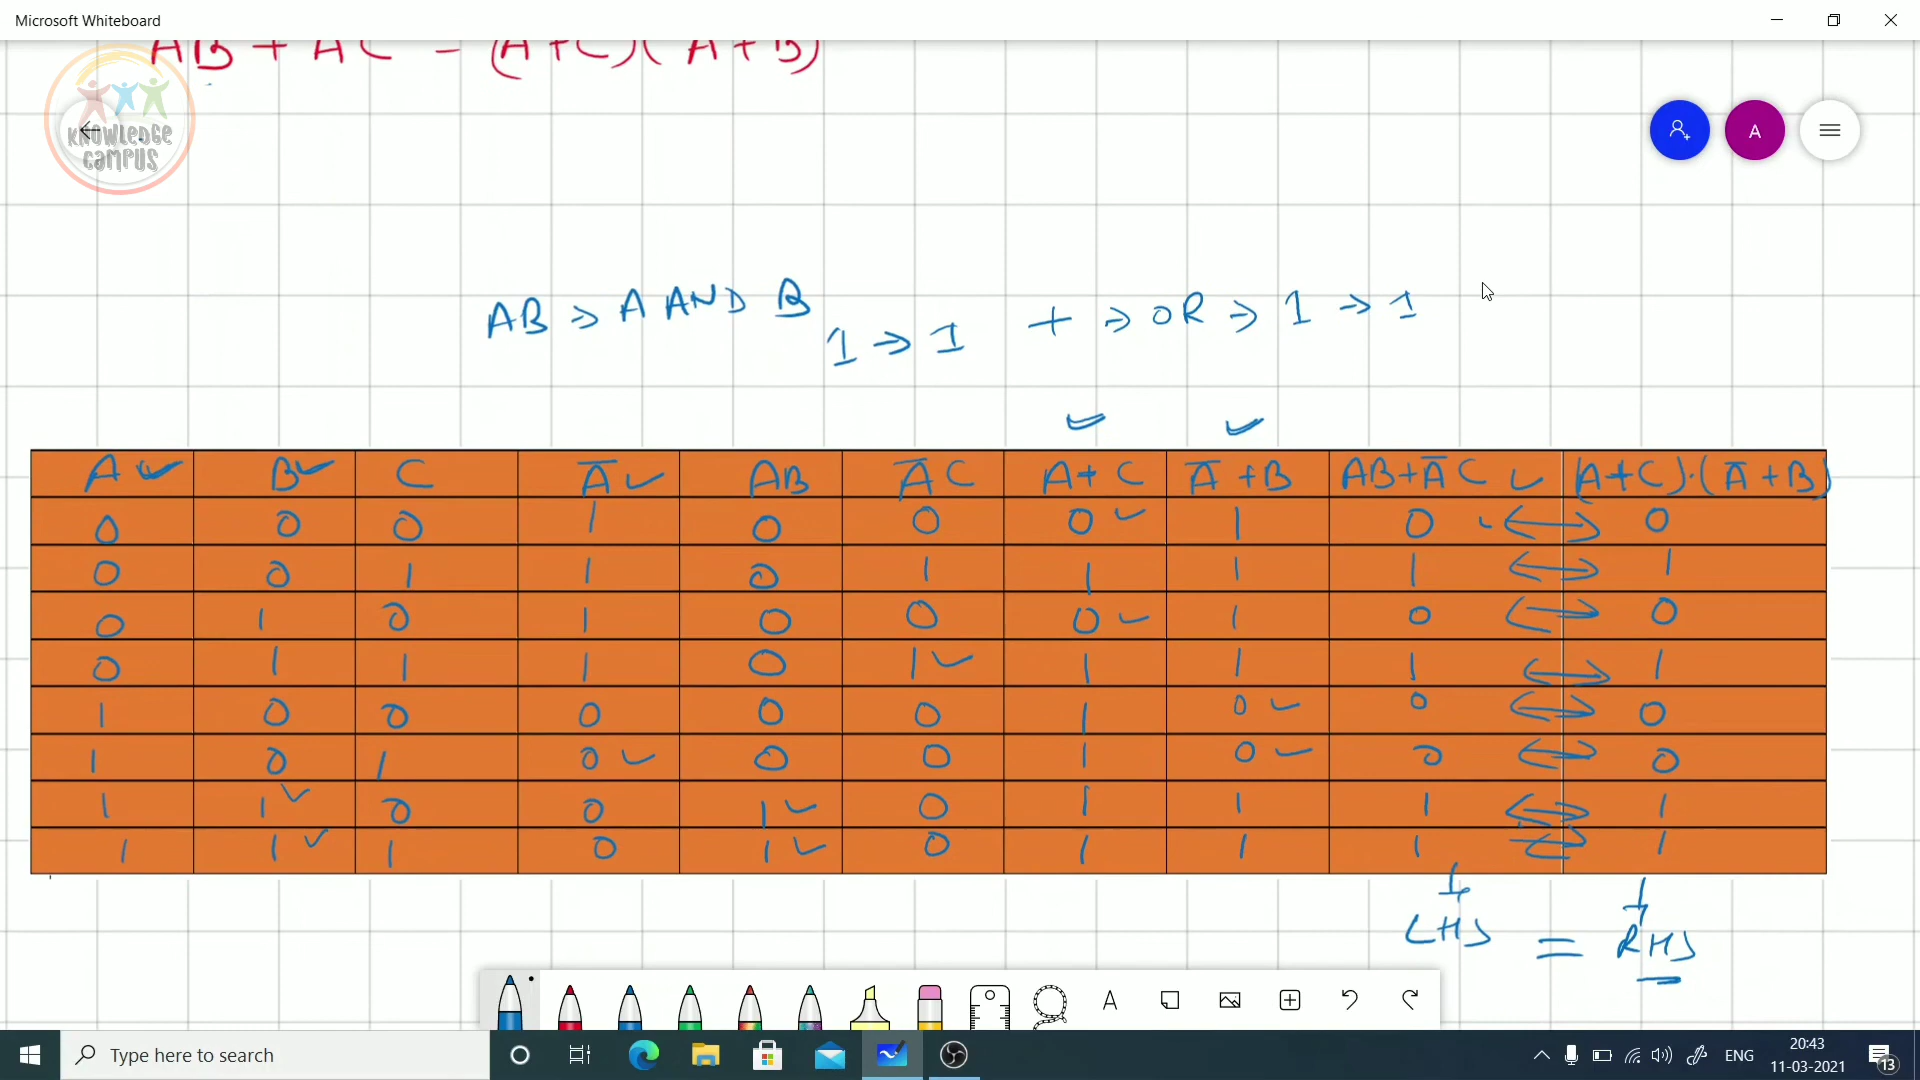 Microsoft Whiteboard
AB + AC = (A+C)(A+B)
KNOWLEDGE
CAMPUS
A
AB => A AND B
1 → 1
+ => OR => 1 → 1
A B C A̅ AB A̅C A+C A̅+B AB+A̅C (A+C).(A̅+B)
0 0 0 1 0 0 0 1 0 0
0 0 1 1 0 1 1 1 1 1
0 1 0 1 0 0 0 1 0 0
0 1 1 1 0 1 1 1 1 1
1 0 0 0 0 0 1 0 0 0
1 0 1 0 0 0 1 0 0 0
1 1 0 0 1 0 1 1 1 1
1 1 1 0 1 0 1 1 1 1
LHS = RHS
A
Type here to search
ENG
20:43
11-03-2021
13